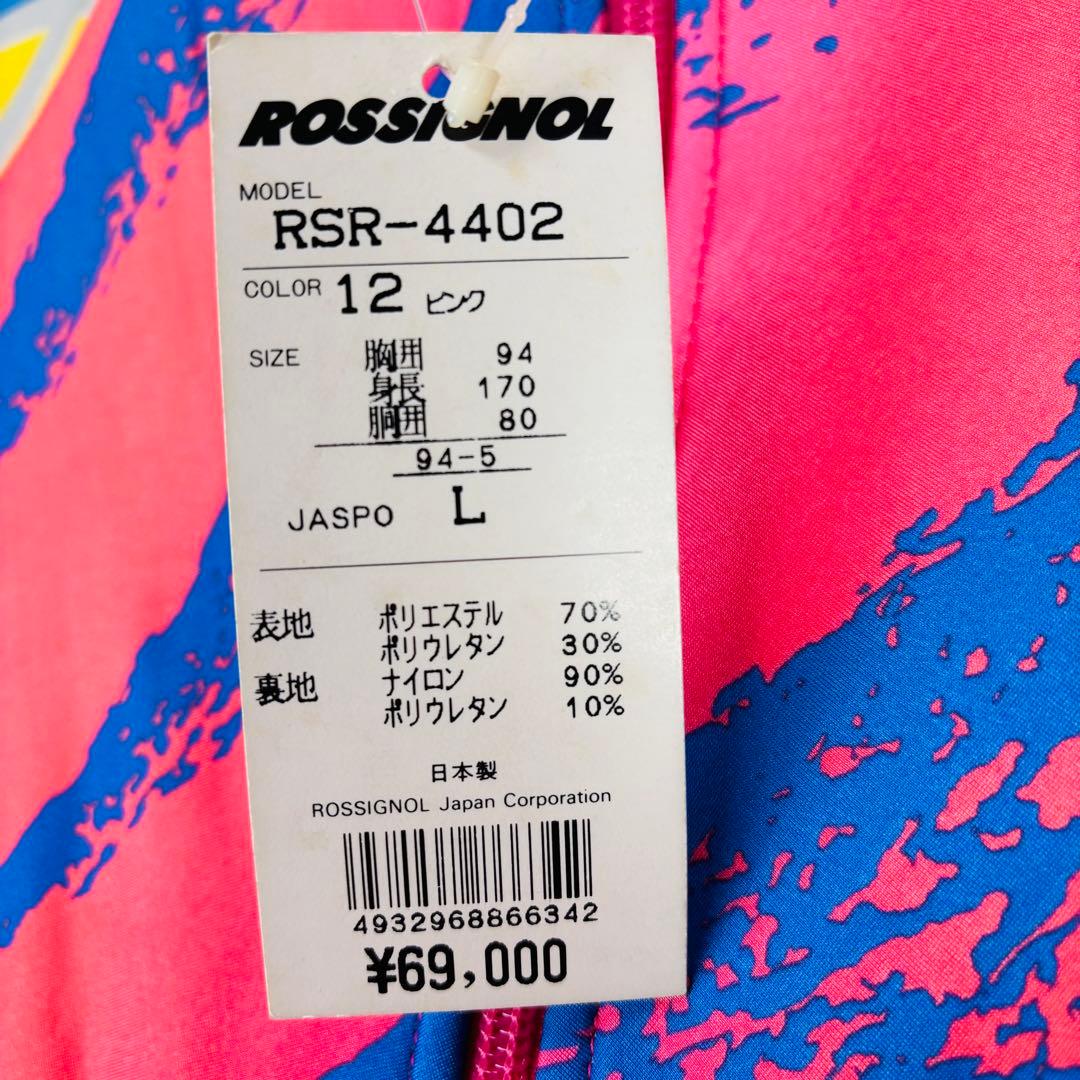 ROSSIGNOL
MODEL
RSR-4402
COLOR 12 ピンク
SIZE 胸囲 94
身長 170
胴囲 80
94-5
JASPO L
表地 ポリエステル 70%
ポリウレタン 30%
裏地 ナイロン 90%
ポリウレタン 10%
日本製
ROSSIGNOL Japan Corporation
4932968866342
¥69,000